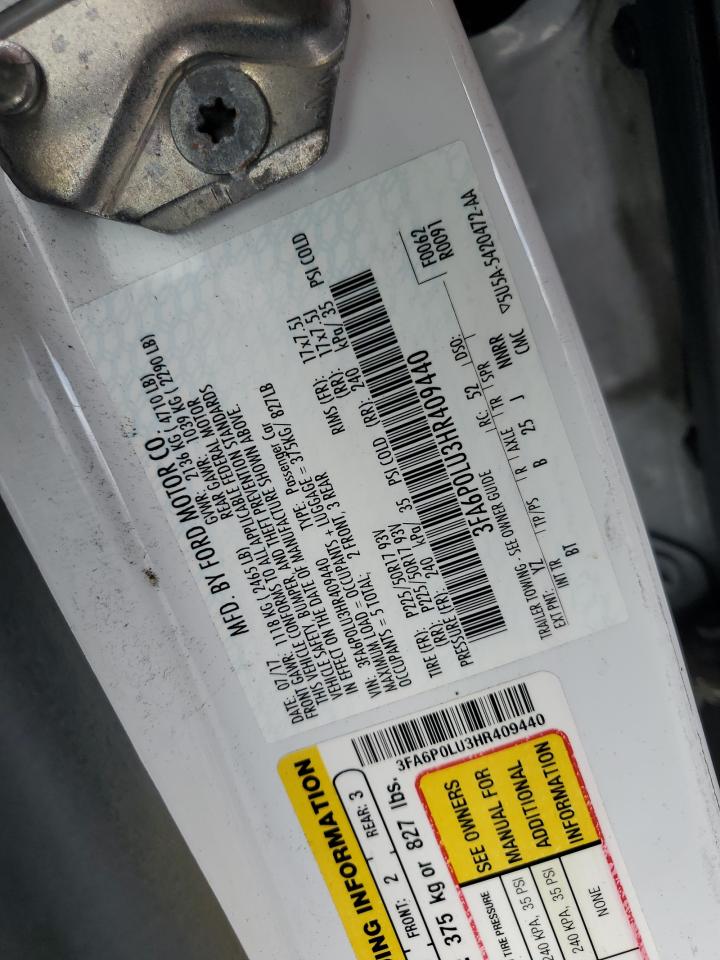 MFD. BY FORD MOTOR CO.
DATE: 07/17 GVWR: 2136 KG ( 4710 LB)
FRONT GAWR: 1118 KG ( 2465 LB) REAR GAWR: 1039 KG ( 2290 LB)
THIS VEHICLE CONFORMS TO ALL APPLICABLE FEDERAL MOTOR
VEHICLE SAFETY, BUMPER, AND THEFT PREVENTION STANDARDS
IN EFFECT ON THE DATE OF MANUFACTURE SHOWN ABOVE.
VIN: 3FA6P0LU3HR409440 TYPE: Passenger Car
MAXIMUM LOAD = OCCUPANTS + LUGGAGE = 375KG/ 827LB
OCCUPANTS = 5 TOTAL, 2 FRONT, 3 REAR
TIRE (FR): P225/50R17 93V RIMS (FR): 17x7.5J
(RR): P225/50R17 93V (RR): 17x7.5J
PRESSURE (FR): 240 kPa/ 35 PSI COLD (RR): 240 kPa/ 35 PSI COLD
3FA6P0LU3HR409440
F0062
R0091
TRAILER TOWING - SEE OWNER GUIDE RC: 52 DSO:
EXT PNT: YZ
INT TR TP/PS R AXLE TR SPR
BT B 25 J NNRR CMC
▽5U5A-5420472-AA
3FA6P0LU3HR409440
ING INFORMATION
FRONT: 2 REAR: 3
375 kg or 827 lbs.
TIRE PRESSURE
240 KPA, 35 PSI
240 KPA, 35 PSI
NONE
SEE OWNERS
MANUAL FOR
ADDITIONAL
INFORMATION